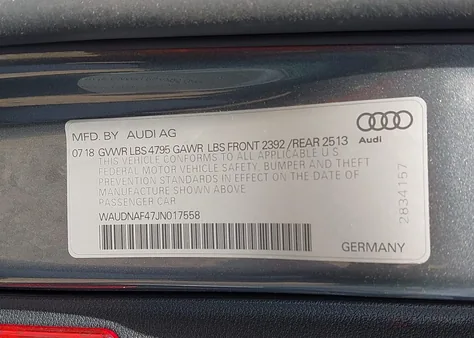 MFD. BY AUDI AG
07 18 GVWR LBS 4795 GAWR LBS FRONT 2392 /REAR 2513
THIS VEHICLE CONFORMS TO ALL APPLICABLE U S
FEDERAL MOTOR VEHICLE SAFETY, BUMPER AND THEFT
PREVENTION STANDARDS IN EFFECT ON THE DATE OF
MANUFACTURE SHOWN ABOVE
PASSENGER CAR
WAUDNAF47JN017558
Audi
2834157
GERMANY